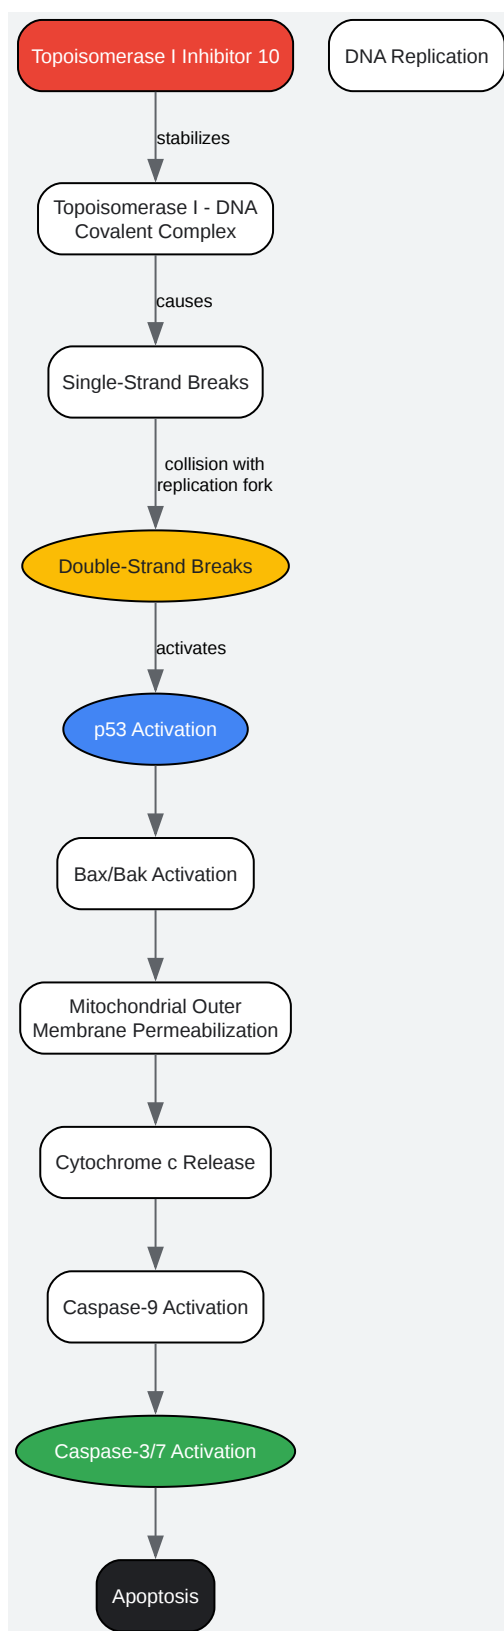 Topoisomerase I Inhibitor 10
DNA Replication
stabilizes
Topoisomerase I - DNA
Covalent Complex
causes
Single-Strand Breaks
collision with
replication fork
Double-Strand Breaks
activates
p53 Activation
Bax/Bak Activation
Mitochondrial Outer
Membrane Permeabilization
Cytochrome c Release
Caspase-9 Activation
Caspase-3/7 Activation
Apoptosis